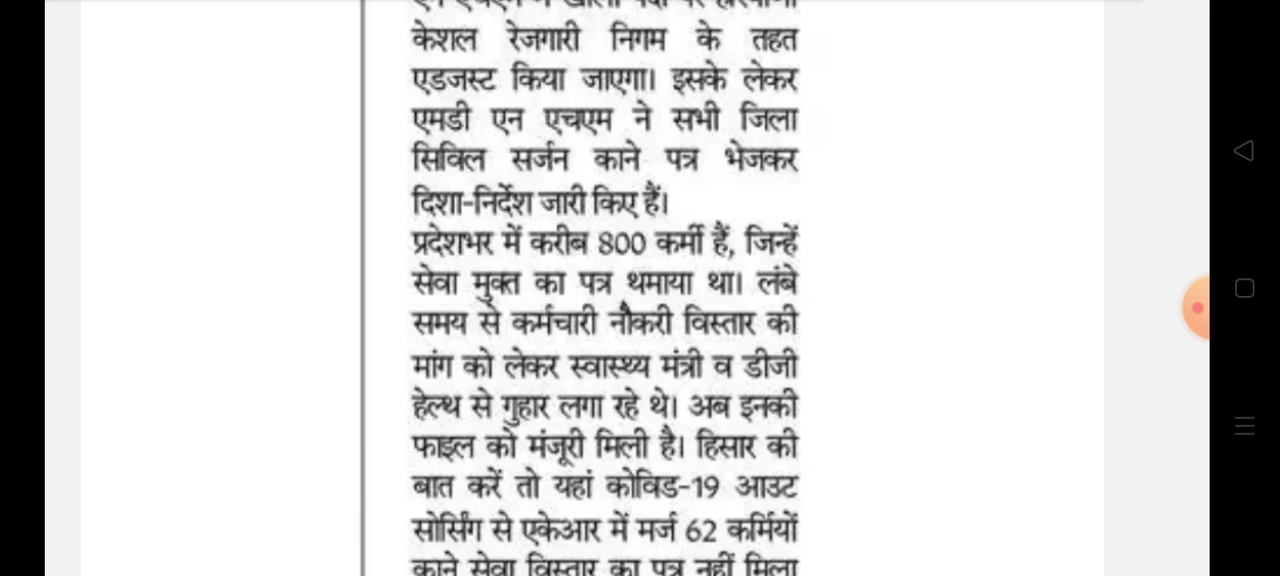 केशल रेजगारी निगम के तहत
एडजस्ट किया जाएगा। इसके लेकर
एमडी एन एचएम ने सभी जिला
सिविल सर्जन काने पत्र भेजकर
दिशा-निर्देश जारी किए हैं।
प्रदेशभर में करीब 800 कर्मी हैं, जिन्हें
सेवा मुक्त का पत्र थमाया था। लंबे
समय से कर्मचारी नौकरी विस्तार की
मांग को लेकर स्वास्थ्य मंत्री व डीजी
हेल्थ से गुहार लगा रहे थे। अब इनकी
फाइल को मंजूरी मिली है। हिसार की
बात करें तो यहां कोविड-19 आउट
सोर्सिंग से एकेआर में मर्ज 62 कर्मियों
काने सेवा विस्तार का पत्र नहीं मिला